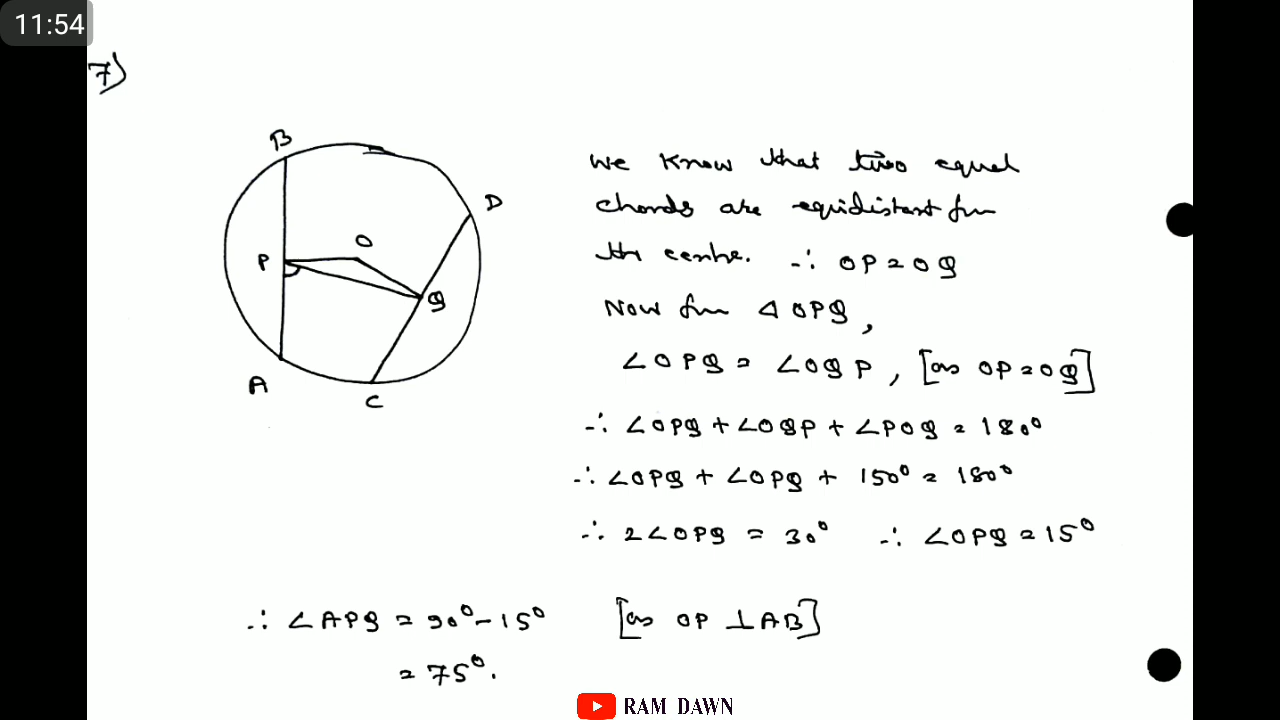 11:54
7)
B
D
O
P
Q
A
C
We know that two equal
chords are equidistant from
the centre. ∴ OP = OQ
Now from △OPQ,
∠OPQ = ∠OQP, [as OP = OQ]
∴ ∠OPQ + ∠OQP + ∠POQ = 180°
∴ ∠OPQ + ∠OPQ + 150° = 180°
∴ 2∠OPQ = 30° ∴ ∠OPQ = 15°
∴ ∠APQ = 90° - 15° [as OP ⊥ AB]
= 75°.
RAM DAWN